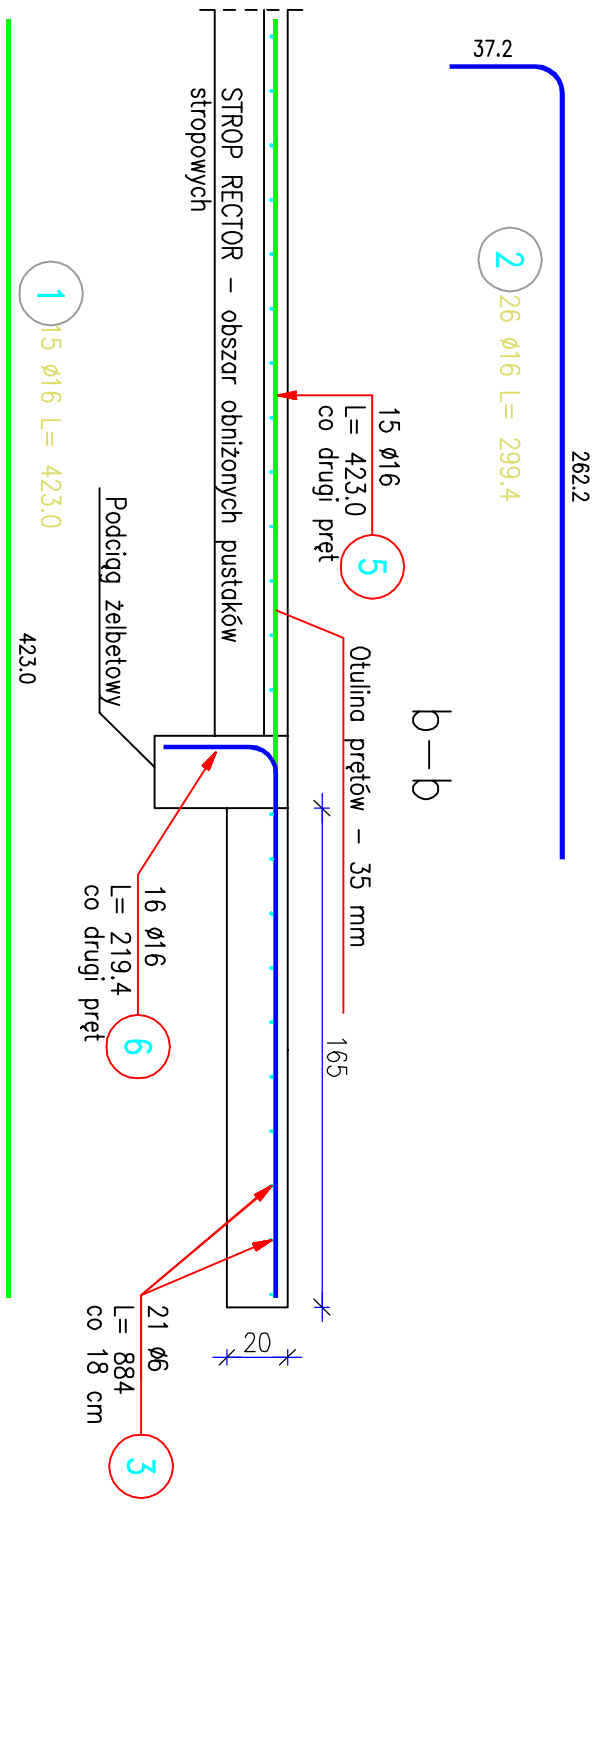 37.2
262.2
2
26 ø16 L= 299.4
b-b
15 ø16
L= 423.0
co drugi pręt
5
Otulina prętów - 35 mm
165
STROP RECTOR - obszar obniżonych pustaków
stropowych
Podciąg żelbetowy
16 ø16
L= 219.4
co drugi pręt
6
20
21 ø6
L= 884
co 18 cm
3
1
15 ø16 L= 423.0
423.0